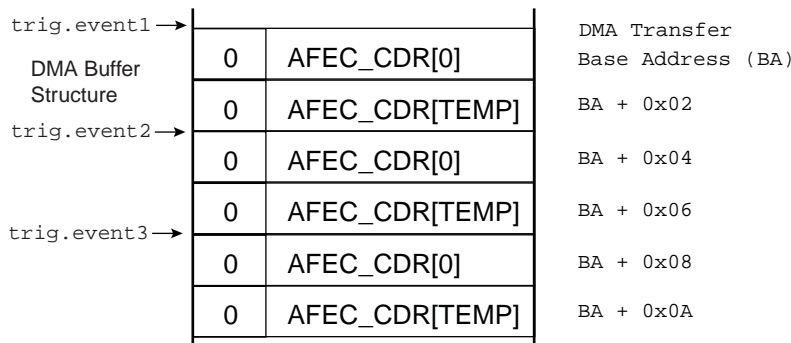 trig.event1
DMA Transfer
0 AFEC_CDR[0] Base Address (BA)
DMA Buffer
Structure
0 AFEC_CDR[TEMP] BA + 0x02
trig.event2
0 AFEC_CDR[0] BA + 0x04
0 AFEC_CDR[TEMP] BA + 0x06
trig.event3
0 AFEC_CDR[0] BA + 0x08
0 AFEC_CDR[TEMP] BA + 0x0A